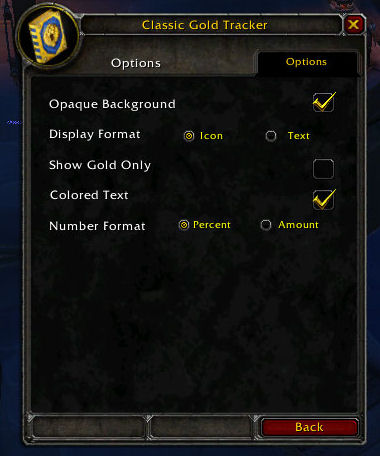 Classic Gold Tracker
Options Options
Opaque Background
Display Format Icon Text
Show Gold Only
Colored Text
Number Format Percent Amount
Back